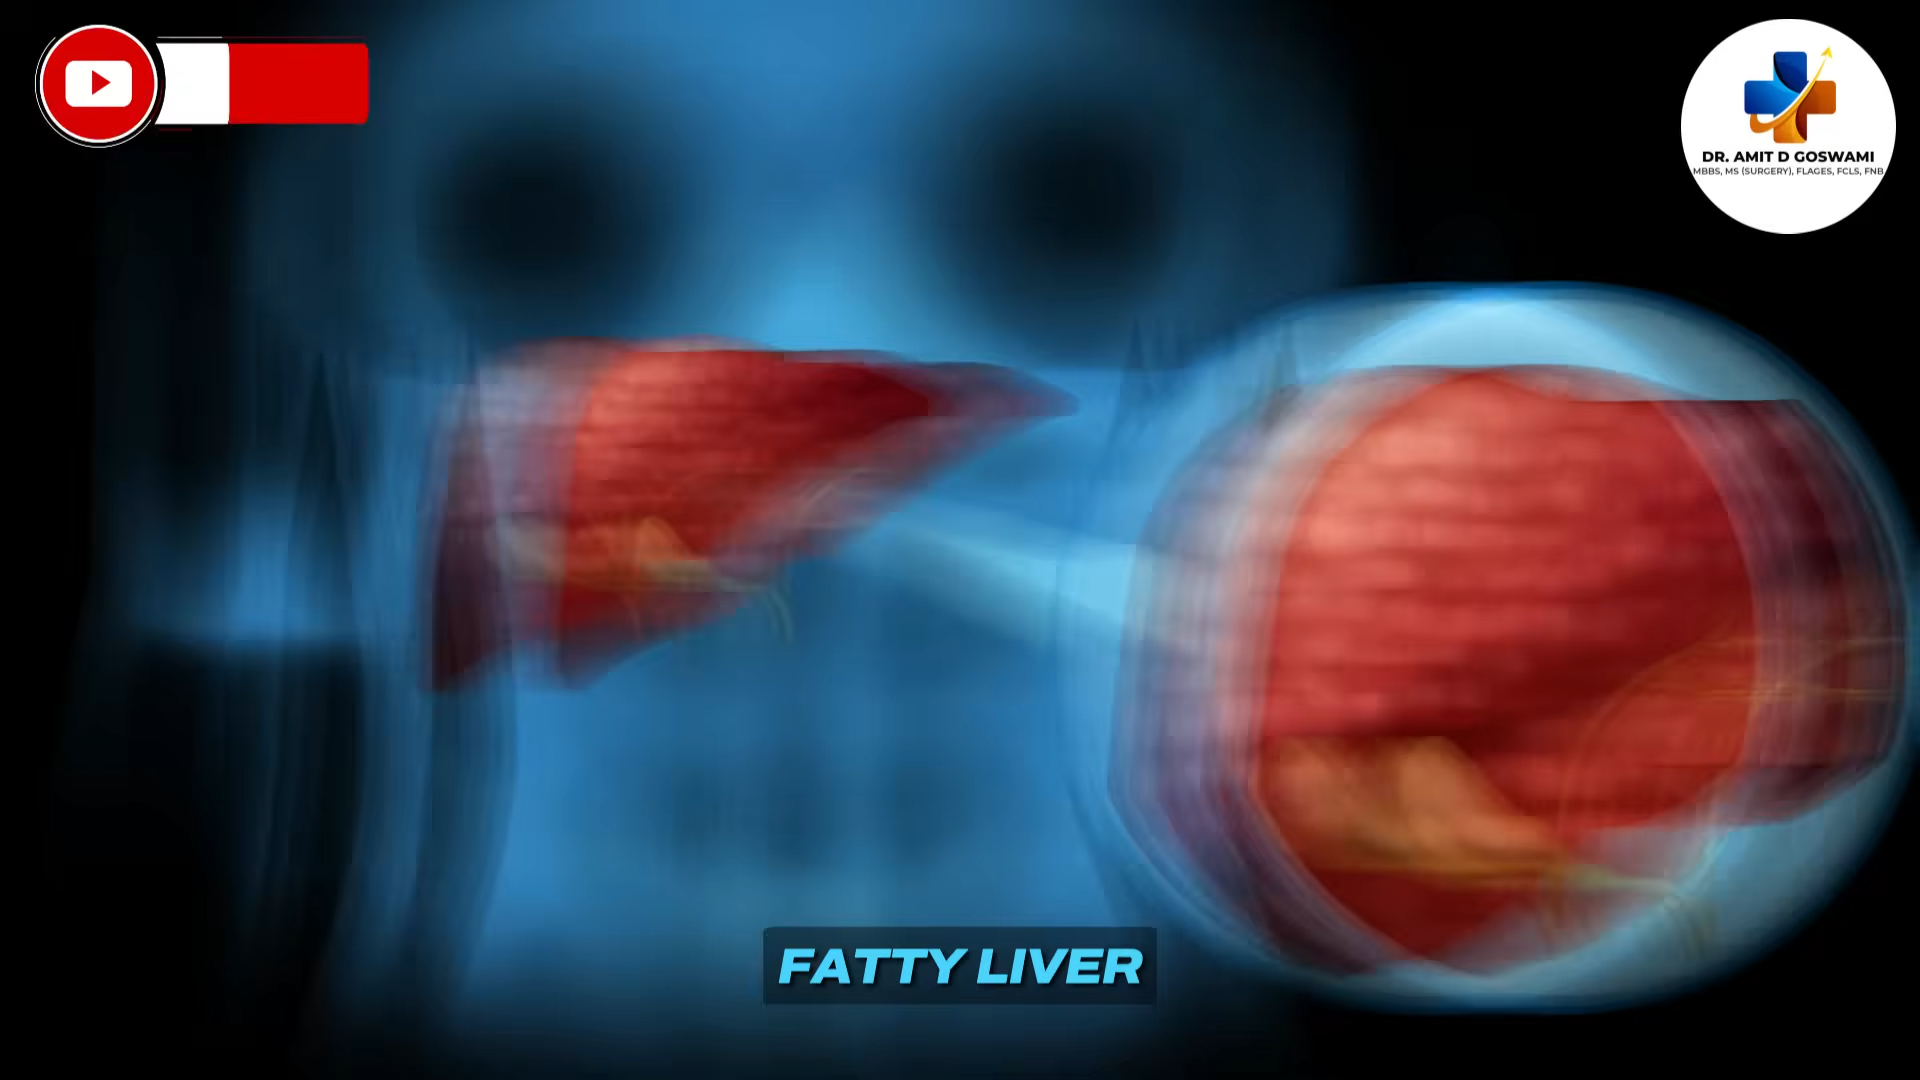 DR. AMIT D GOSWAMI
MBBS, MS (SURGERY), FLAGES, FCLS, FNB
FATTY LIVER